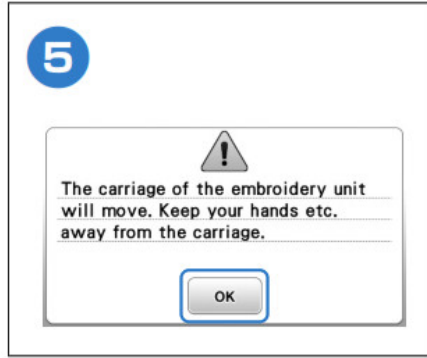 5
The carriage of the embroidery unit
will move. Keep your hands etc.
away from the carriage.
OK